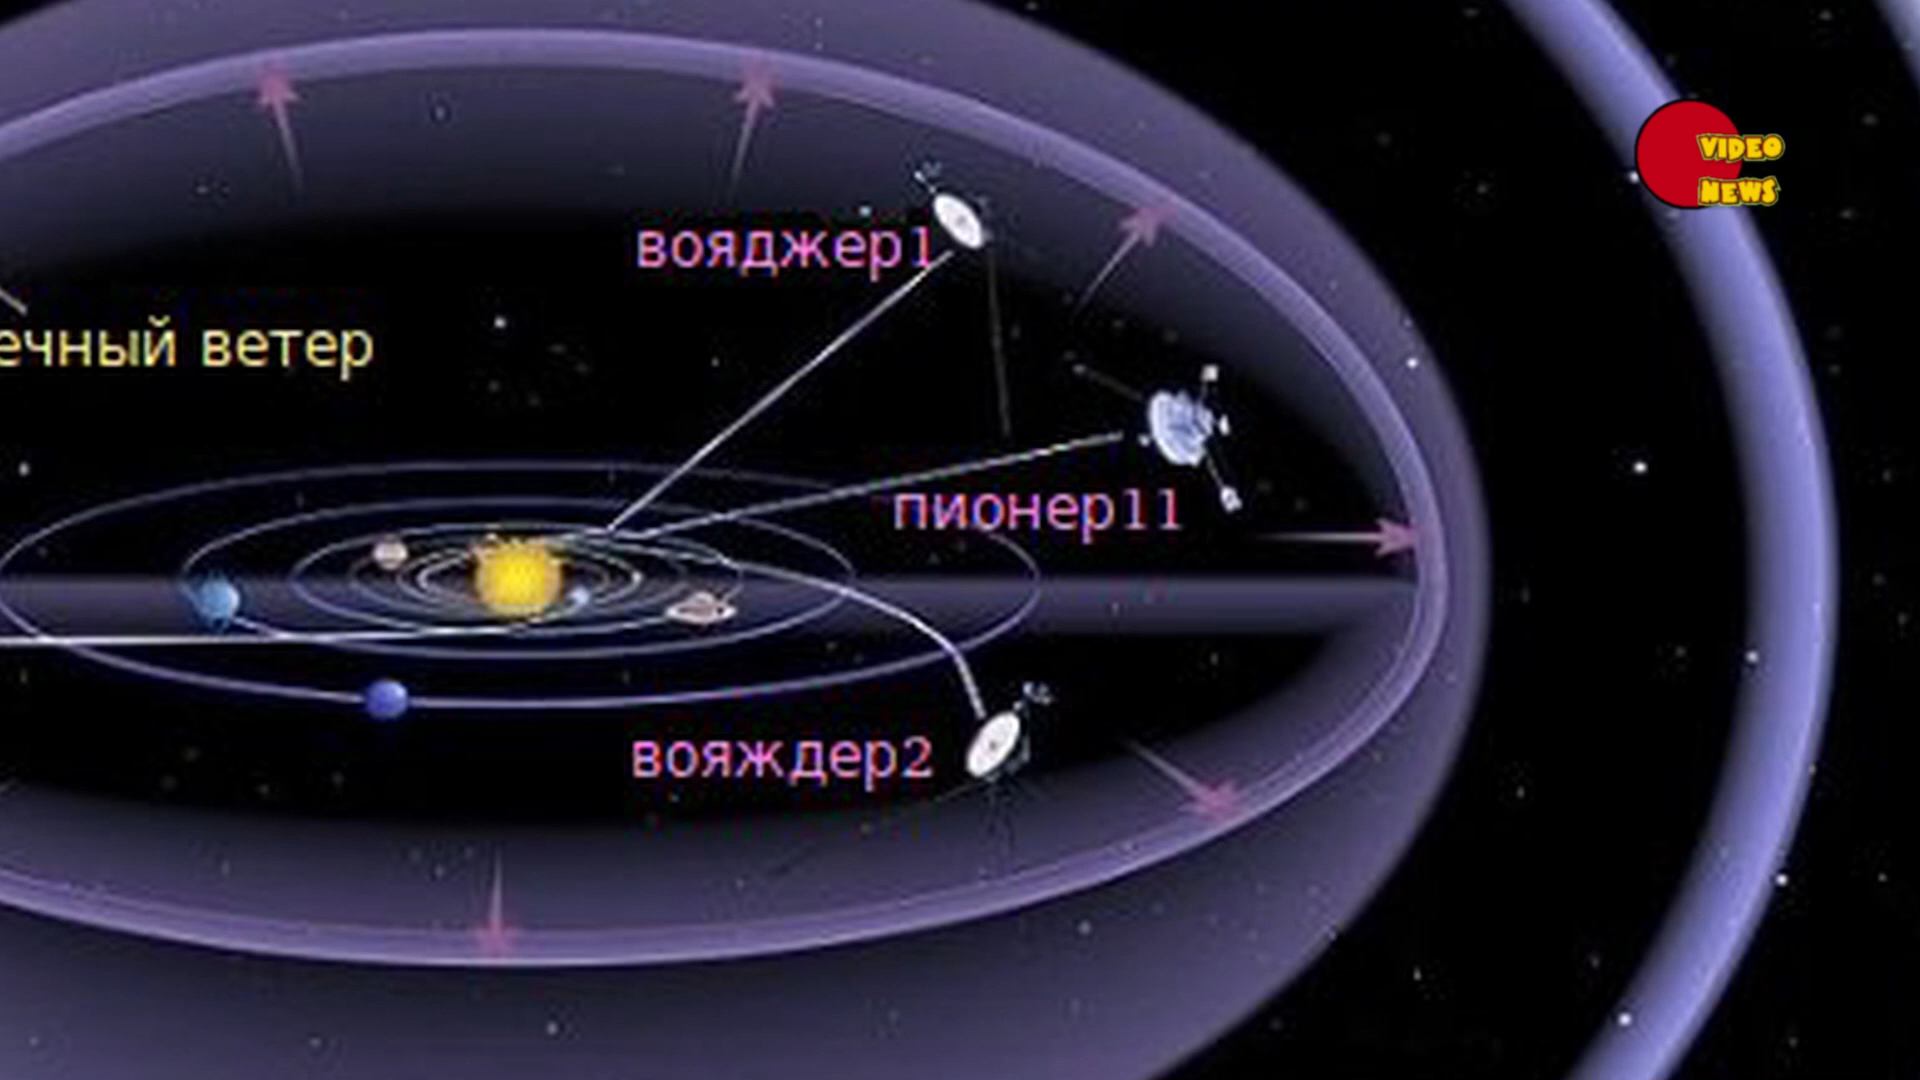 VIDEO
NEWS
вояджер1
ечный ветер
пионер11
вояждер2